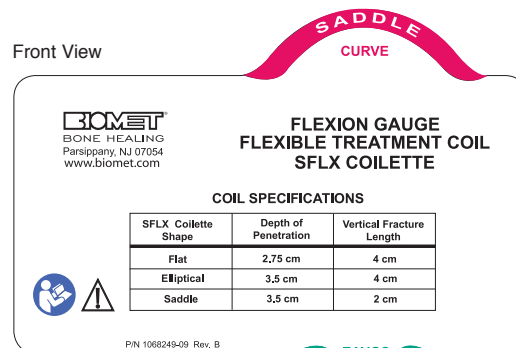 Front View
SADDLE
CURVE
BIOMET®
BONE HEALING
Parsippany, NJ 07054
www.biomet.com
FLEXION GAUGE
FLEXIBLE TREATMENT COIL
SFLX COILETTE
COIL SPECIFICATIONS
SFLX Coilette Shape Depth of Penetration Vertical Fracture Length
Flat 2.75 cm 4 cm
Elliptical 3.5 cm 4 cm
Saddle 3.5 cm 2 cm
P/N 1068249-09 Rev. B